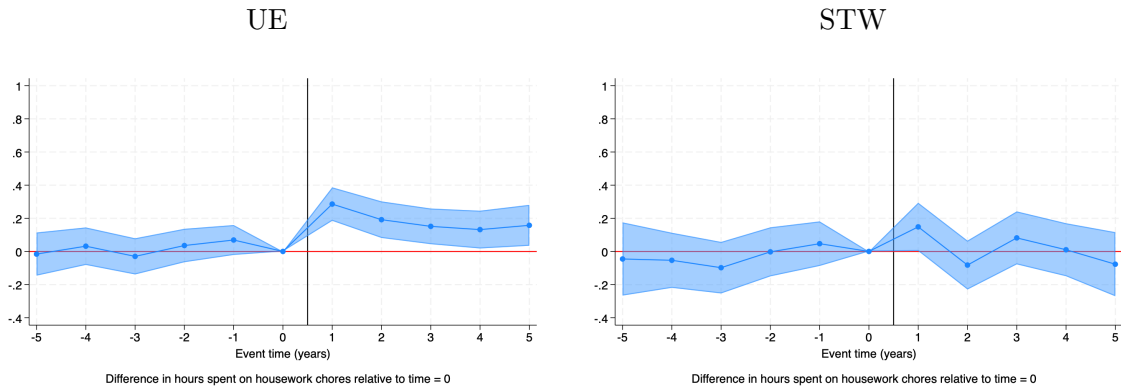 UE
1
.8
.6
.4
.2
0
-.2
-.4
-5 -4 -3 -2 -1 0 1 2 3 4 5
Event time (years)
Difference in hours spent on housework chores relative to time = 0
STW
1
.8
.6
.4
.2
0
-.2
-.4
-5 -4 -3 -2 -1 0 1 2 3 4 5
Event time (years)
Difference in hours spent on housework chores relative to time = 0